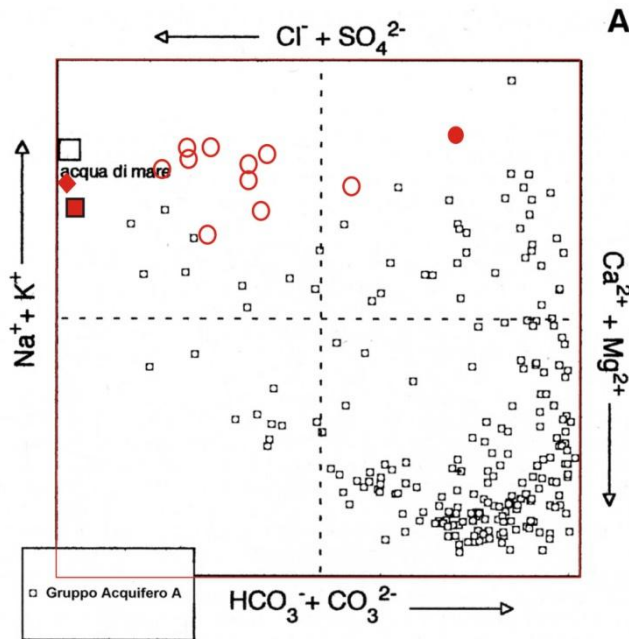 A
Cl⁻ + SO₄²⁻
acqua di mare
Na⁺ + K⁺
Ca²⁺ + Mg²⁺
Gruppo Acquifero A
HCO₃⁻ + CO₃²⁻